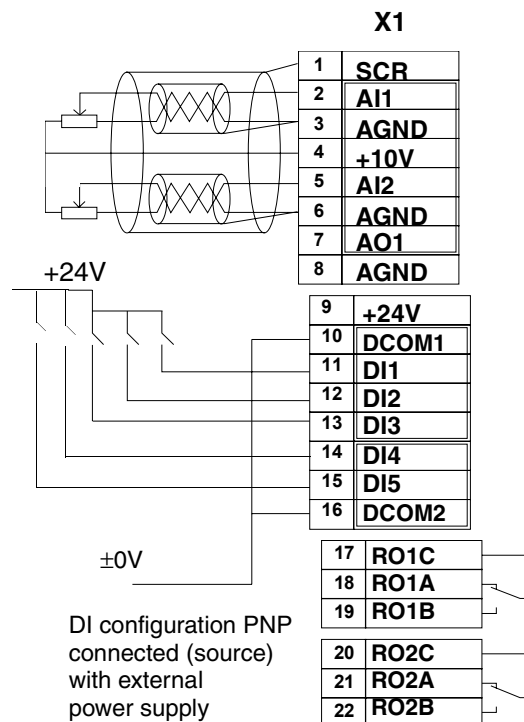 X1
1 SCR
2 AI1
3 AGND
4 +10V
5 AI2
6 AGND
7 AO1
8 AGND
+24V
9 +24V
10 DCOM1
11 DI1
12 DI2
13 DI3
14 DI4
15 DI5
16 DCOM2
±0V
17 RO1C
18 RO1A
19 RO1B
DI configuration PNP
connected (source)
with external
power supply
20 RO2C
21 RO2A
22 RO2B